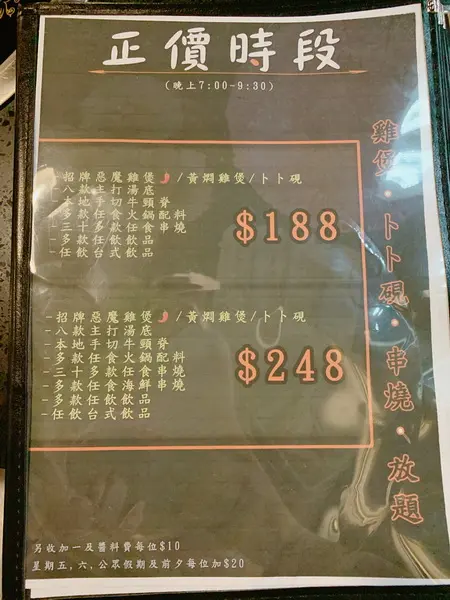 正價時段
(晚上7:00-9:30)
-招牌惡魔雞煲/黃燜雞煲/卜卜硯
-八款主打湯底
-本地手切牛頸脊
-多款任食火鍋配料
-三十多款任食串燒
-多款任飲飲品
-任飲台式飲品
$188
-招牌惡魔雞煲/黃燜雞煲/卜卜硯
-八款主打湯底
-本地手切牛頸脊
-多款任食火鍋配料
-三十多款任食串燒
-多款任食海鮮串燒
-多款任飲飲品
-任飲台式飲品
$248
雞煲·卜卜硯·串燒·放題
另收加一及醬料費每位$10
星期五,六,公眾假期及前夕每位加$20